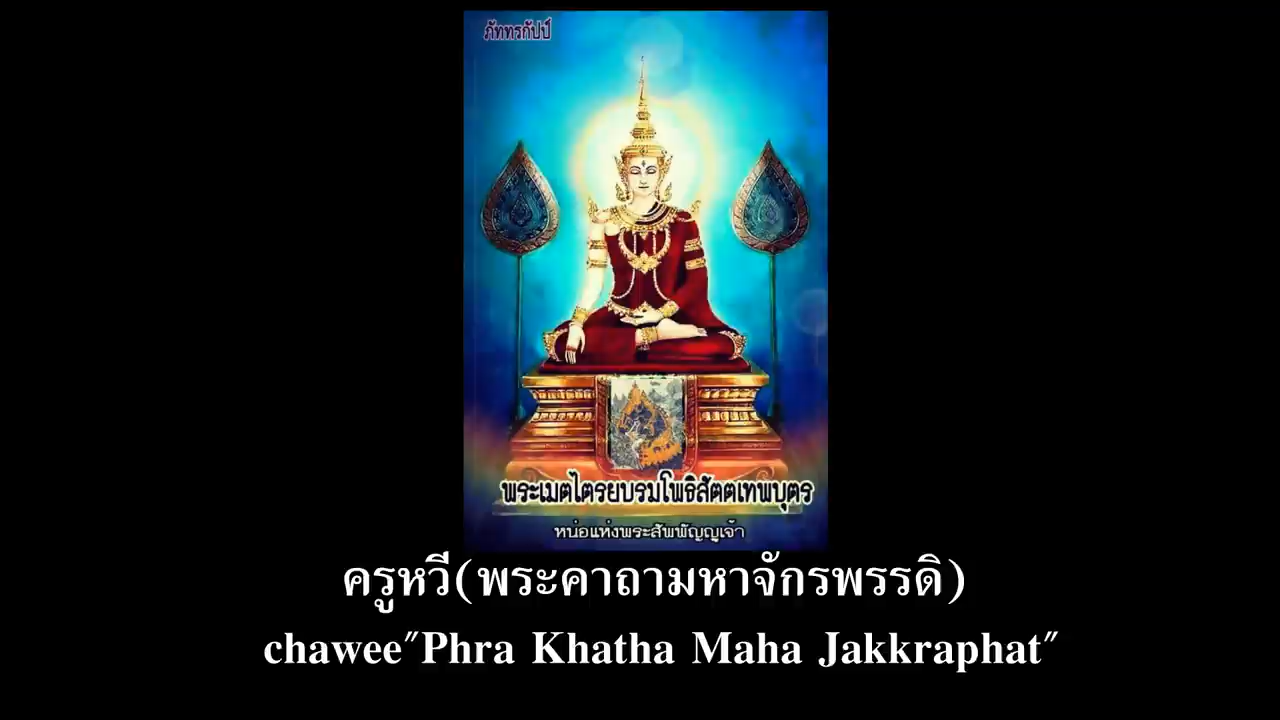 ภัททรกัปป์
พระเมตไตรยบรมโพธิสัตตเทพบุตร
หน่อแห่งพระสัพพัญญูเจ้า
ครูหวี(พระคาถามหาจักรพรรดิ)
chawee"Phra Khatha Maha Jakkraphat"